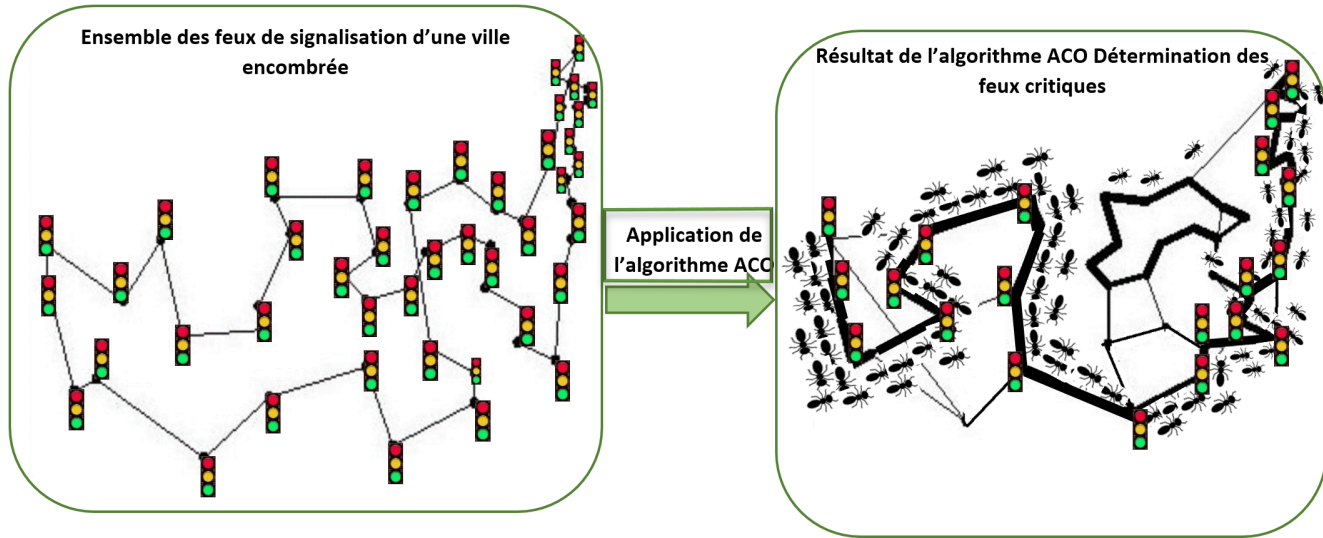 Ensemble des feux de signalisation d’une ville
encombrée
Application de
l’algorithme ACO
Résultat de l’algorithme ACO Détermination des
feux critiques